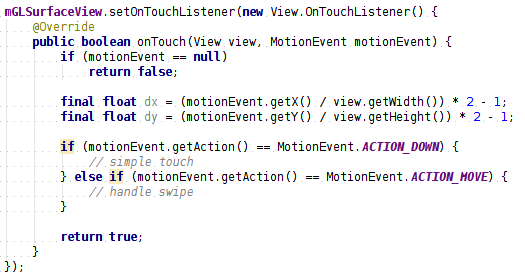 mGLSurfaceView.setOnTouchListener(new View.OnTouchListener() {
    @Override
    public boolean onTouch(View view, MotionEvent motionEvent) {
        if (motionEvent == null)
            return false;

        final float dx = (motionEvent.getX() / view.getWidth()) * 2 - 1;
        final float dy = (motionEvent.getY() / view.getHeight()) * 2 - 1;

        if (motionEvent.getAction() == MotionEvent.ACTION_DOWN) {
            // simple touch
        } else if (motionEvent.getAction() == MotionEvent.ACTION_MOVE) {
            // handle swipe
        }

        return true;
    }
});